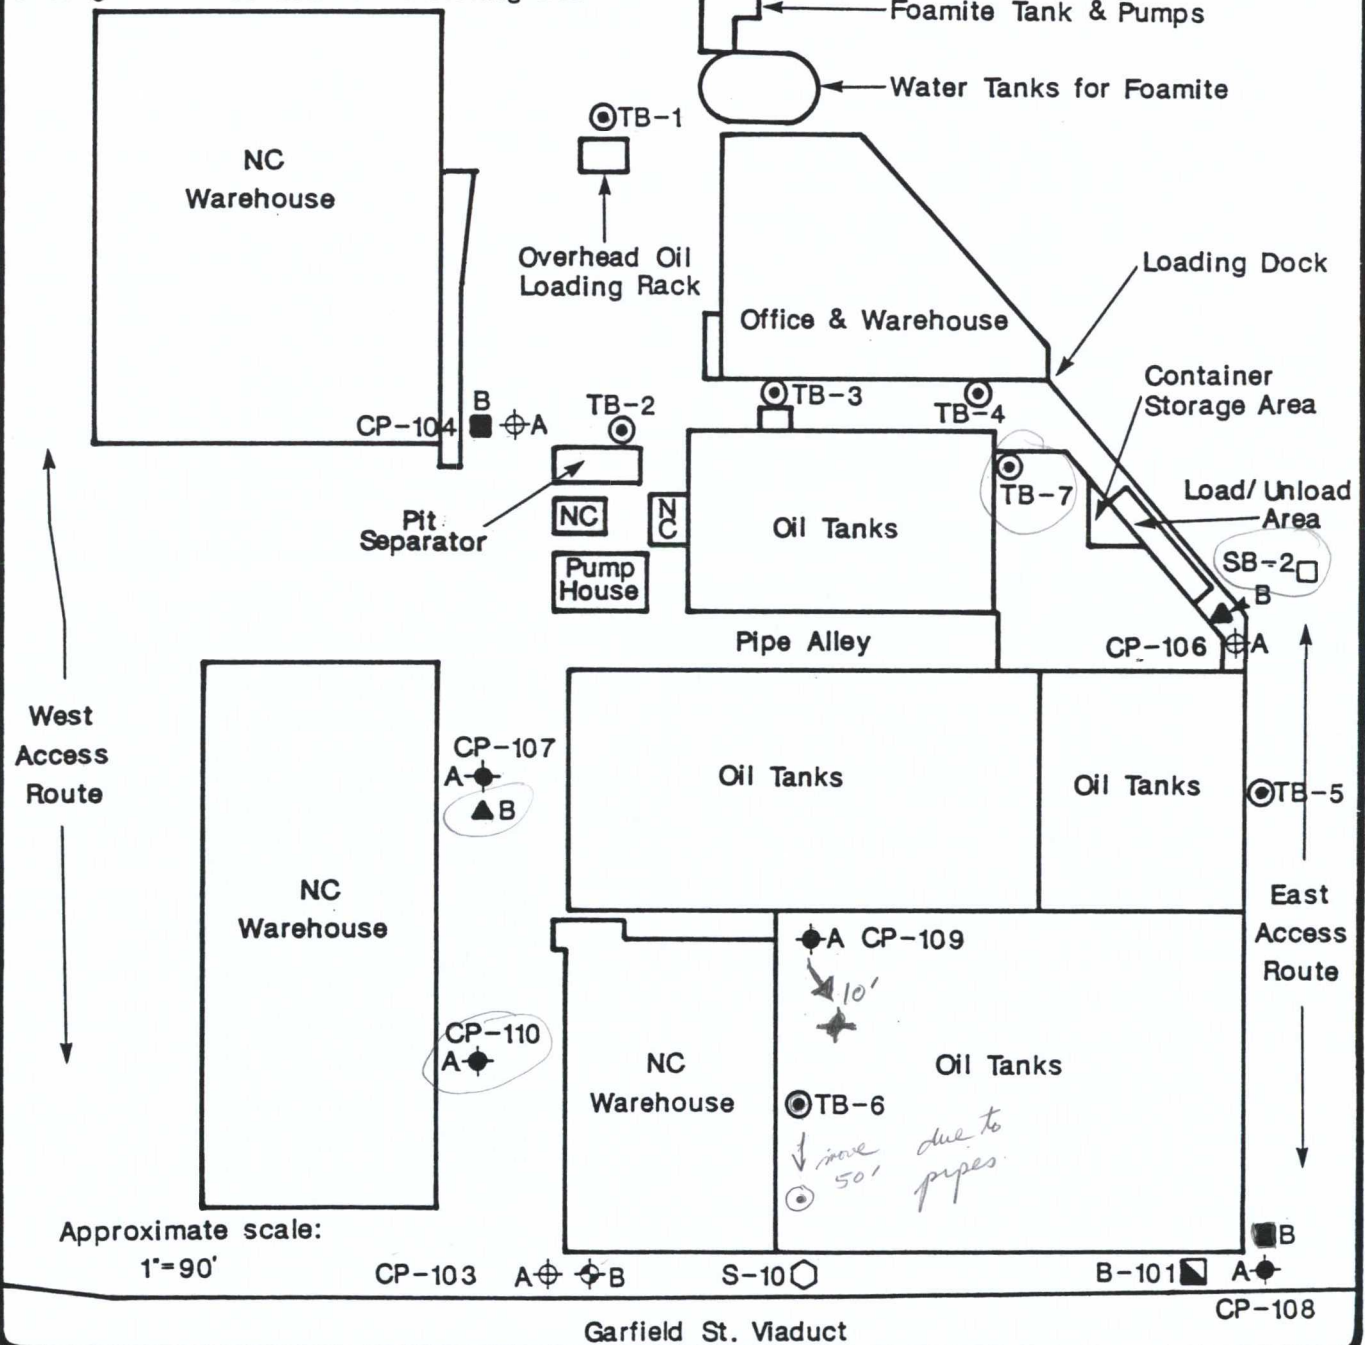 Foamite Tank & Pumps
Water Tanks for Foamite
TB-1
NC
Warehouse
Overhead Oil
Loading Rack
Loading Dock
Office & Warehouse
Container
Storage Area
TB-3
TB-4
B
TB-2
CP-104
A
TB-7
Load/Unload
Area
Pit
Separator
NC
NC
Oil Tanks
SB-2
Pump
House
B
Pipe Alley
CP-106
A
West
Access
Route
CP-107
A
B
Oil Tanks
Oil Tanks
TB-5
NC
Warehouse
East
Access
Route
A CP-109
10'
CP-110
A
NC
Warehouse
Oil Tanks
TB-6
move
50'
due to
pipes.
Approximate scale:
1"=90'
B
CP-103
A
B
S-10
B-101
A
CP-108
Garfield St. Viaduct